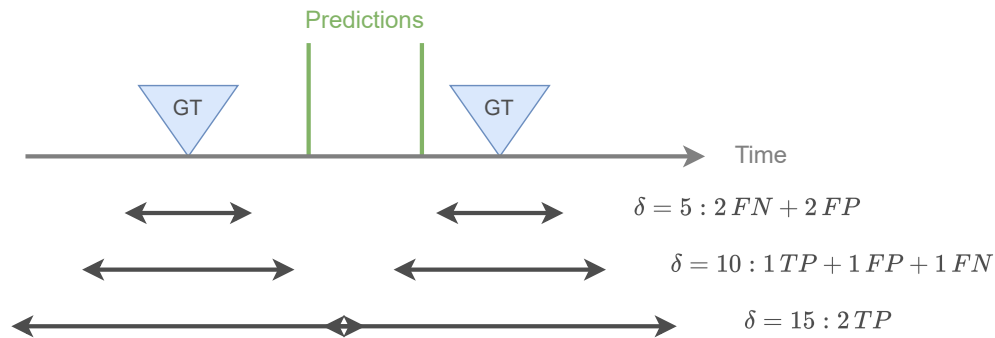 Predictions
GT
GT
Time
δ = 5 : 2 FN + 2 FP
δ = 10 : 1 TP + 1 FP + 1 FN
δ = 15 : 2 TP